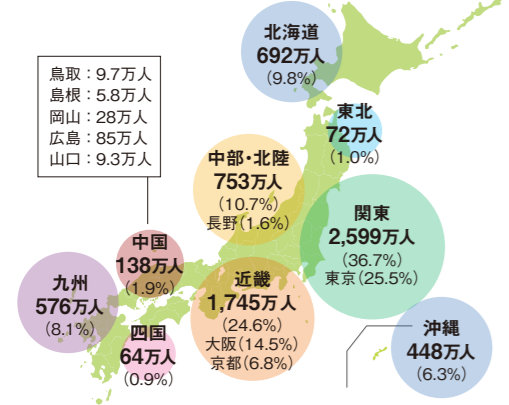 北海道
692万人
（9.8%）
鳥取：9.7万人
島根：5.8万人
岡山：28万人
広島：85万人
山口：9.3万人
東北
72万人
（1.0%）
中部・北陸
753万人
（10.7%）
長野（1.6%）
関東
2,599万人
（36.7%）
東京（25.5%）
中国
138万人
（1.9%）
近畿
1,745万人
（24.6%）
大阪（14.5%）
京都（6.8%）
九州
576万人
（8.1%）
四国
64万人
（0.9%）
沖縄
448万人
（6.3%）